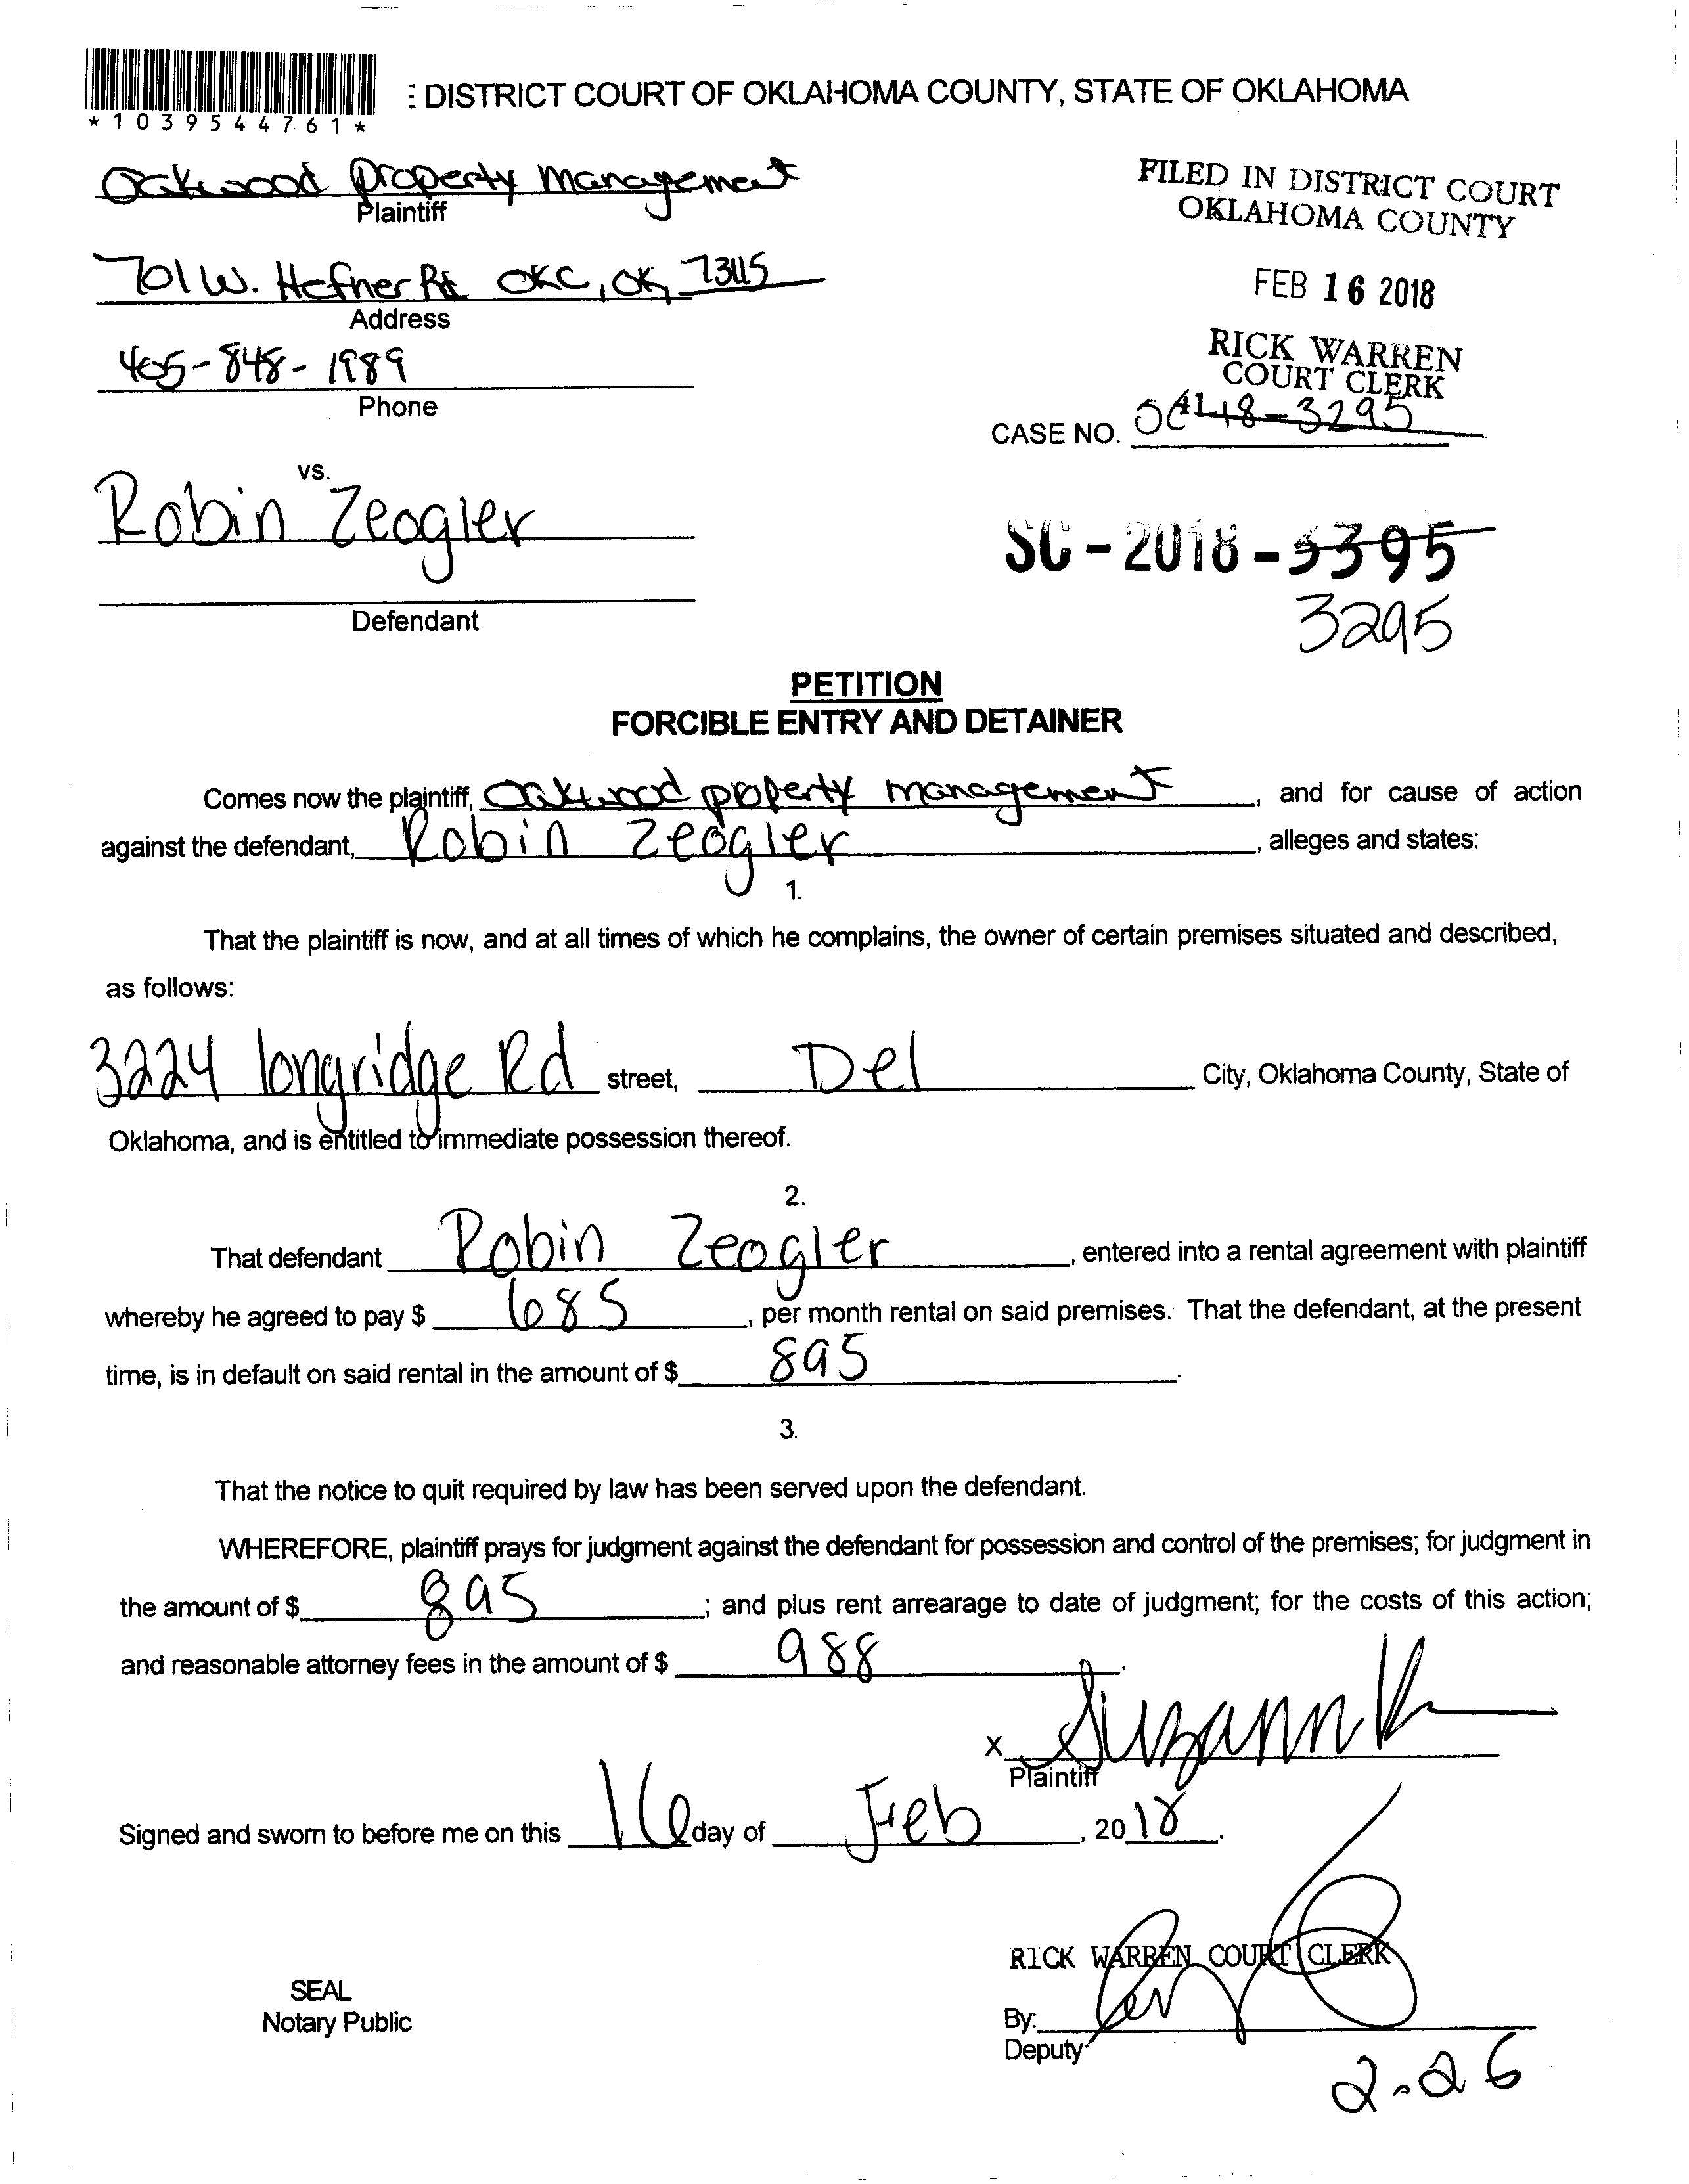 *1039544761*
: DISTRICT COURT OF OKLAHOMA COUNTY, STATE OF OKLAHOMA
Oakwood property management
Plaintiff
FILED IN DISTRICT COURT
OKLAHOMA COUNTY
701 W. Hefner Rd OKC, OK, 73115
Address
FEB 16 2018
405-848-1989
Phone
RICK WARREN
COURT CLERK
41
CASE NO. SC-18-3295
vs.
Robin Zeogler
SC-2018-3395
3295
Defendant
PETITION
FORCIBLE ENTRY AND DETAINER
Comes now the plaintiff, Oakwood property management, and for cause of action
against the defendant, Robin Zeogler, alleges and states:
1.
That the plaintiff is now, and at all times of which he complains, the owner of certain premises situated and described,
as follows:
3224 longridge Rd street, Del City, Oklahoma County, State of
Oklahoma, and is entitled to immediate possession thereof.
2.
That defendant Robin Zeogler, entered into a rental agreement with plaintiff
whereby he agreed to pay $ 685, per month rental on said premises. That the defendant, at the present
time, is in default on said rental in the amount of $ 895.
3.
That the notice to quit required by law has been served upon the defendant.
WHEREFORE, plaintiff prays for judgment against the defendant for possession and control of the premises; for judgment in
the amount of $ 895; and plus rent arrearage to date of judgment; for the costs of this action;
and reasonable attorney fees in the amount of $ 988.
x Suzann
Plaintiff
Signed and sworn to before me on this 16 day of Feb, 2018.
RICK WARREN COURT CLERK
SEAL
Notary Public
By:
Deputy
2.26